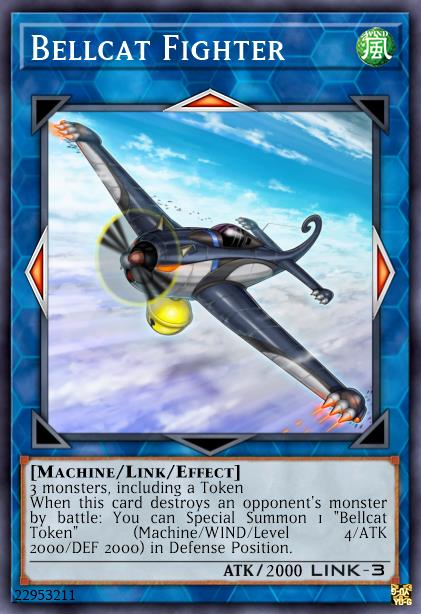 Bellcat Fighter
WIND
風
[Machine/Link/Effect]
3 monsters, including a Token
When this card destroys an opponent's monster
by battle: You can Special Summon 1 "Bellcat
Token" (Machine/WIND/Level 4/ATK
2000/DEF 2000) in Defense Position.
ATK/2000 LINK-3
22953211